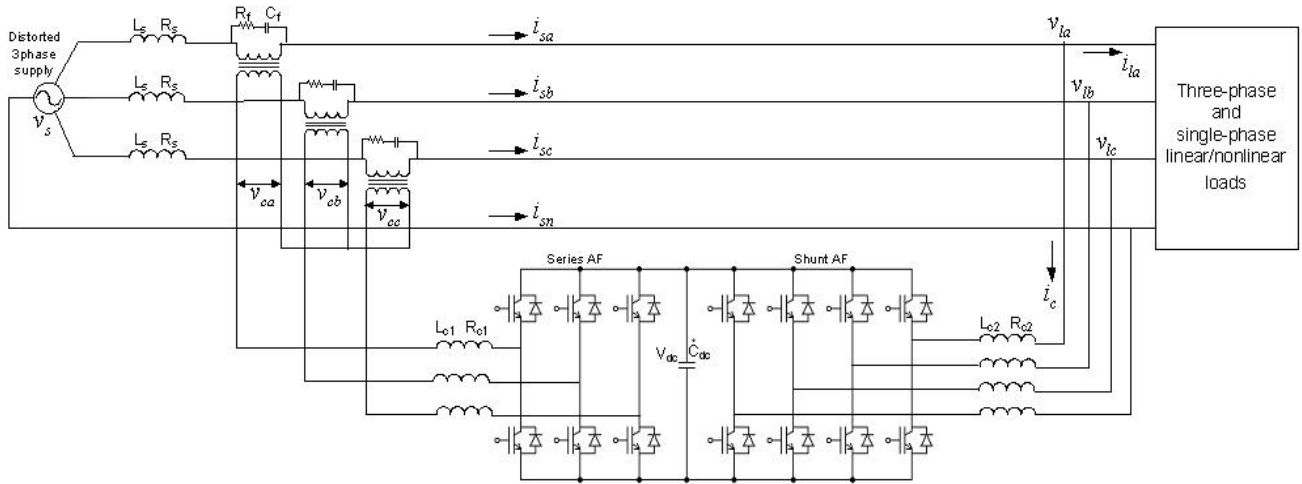 Distorted
3phase
supply
v_s
L_s R_s
R_f C_f
i_sa
v_la
i_la
L_s R_s
i_sb
v_lb
L_s R_s
i_sc
v_lc
Three-phase
and
single-phase
linear/nonlinear
loads
v_ca
v_cb
v_cc
i_sn
i_c
Series AF
Shunt AF
L_c1 R_c1
V_dc
C_dc
L_c2 R_c2